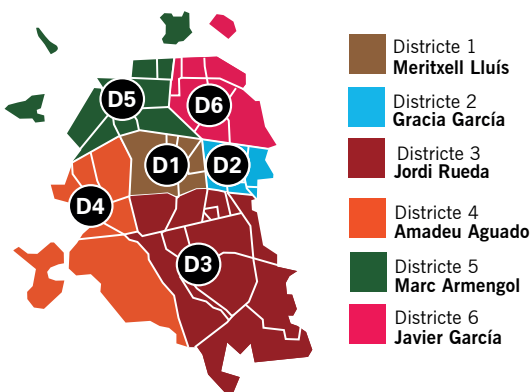 D5
D6
D1
D2
D4
D3
Districte 1
Meritxell Lluís
Districte 2
Gracia García
Districte 3
Jordi Rueda
Districte 4
Amadeu Aguado
Districte 5
Marc Armengol
Districte 6
Javier García